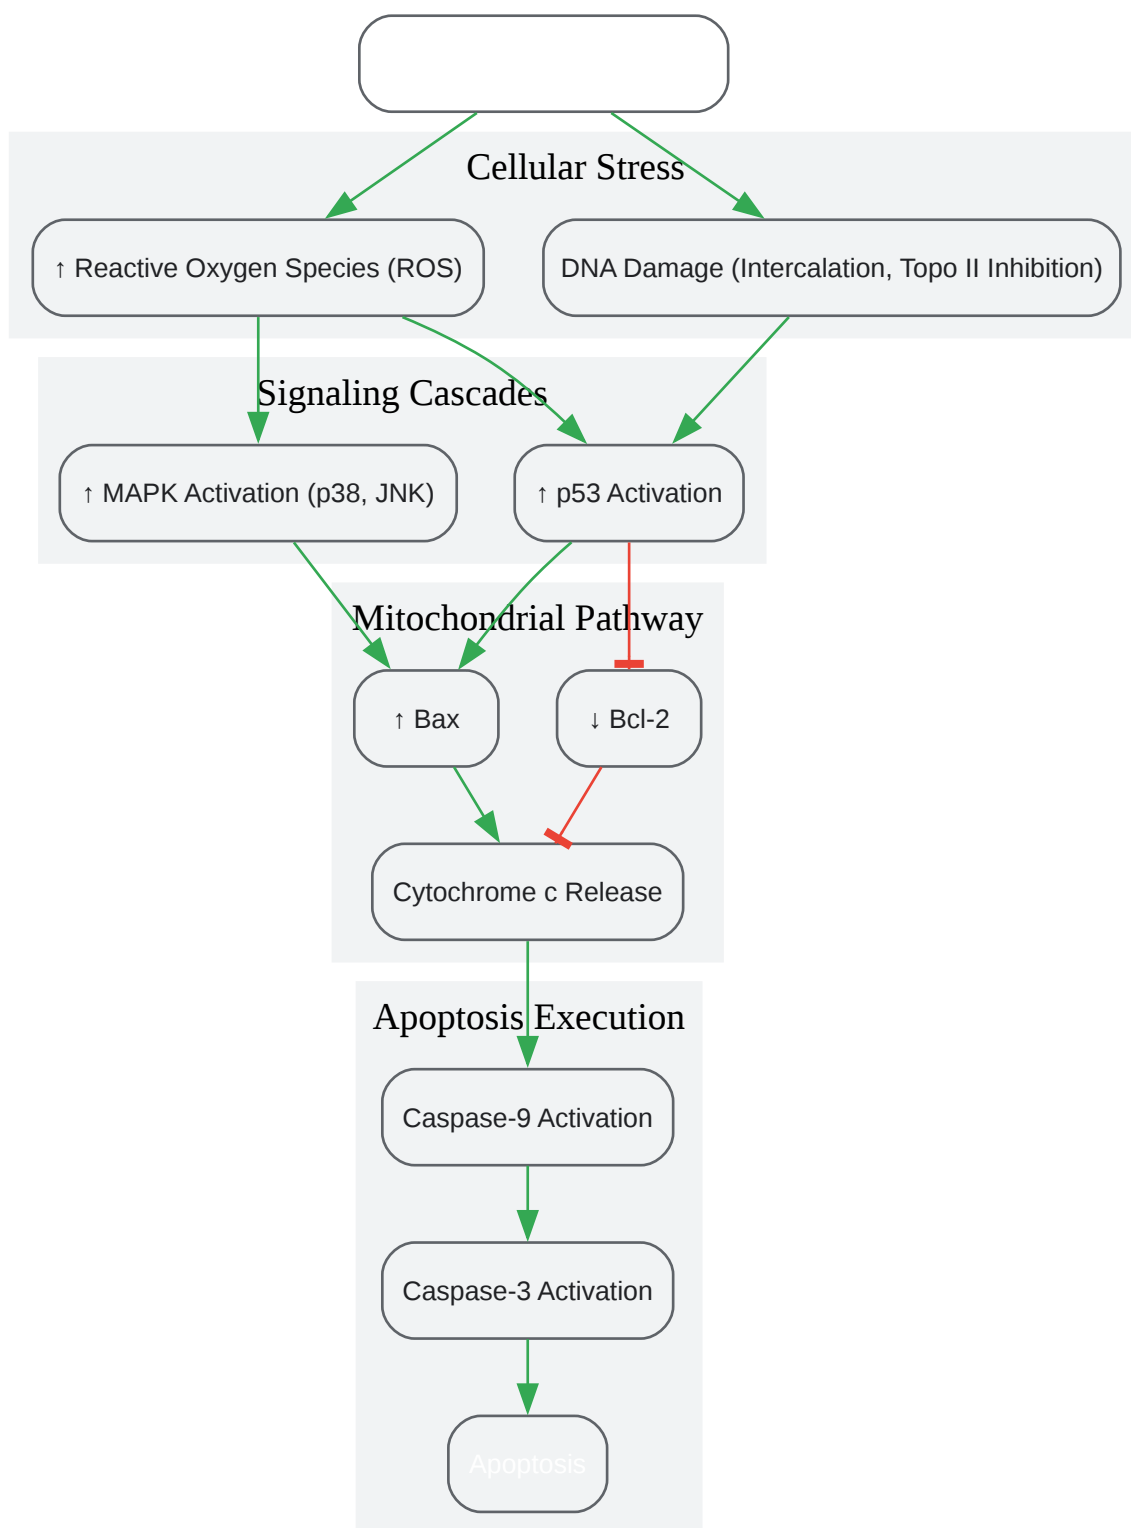 Cellular Stress
↑ Reactive Oxygen Species (ROS)
DNA Damage (Intercalation, Topo II Inhibition)
Signaling Cascades
↑ MAPK Activation (p38, JNK)
↑ p53 Activation
Mitochondrial Pathway
↑ Bax
↓ Bcl-2
Cytochrome c Release
Apoptosis Execution
Caspase-9 Activation
Caspase-3 Activation
Apoptosis